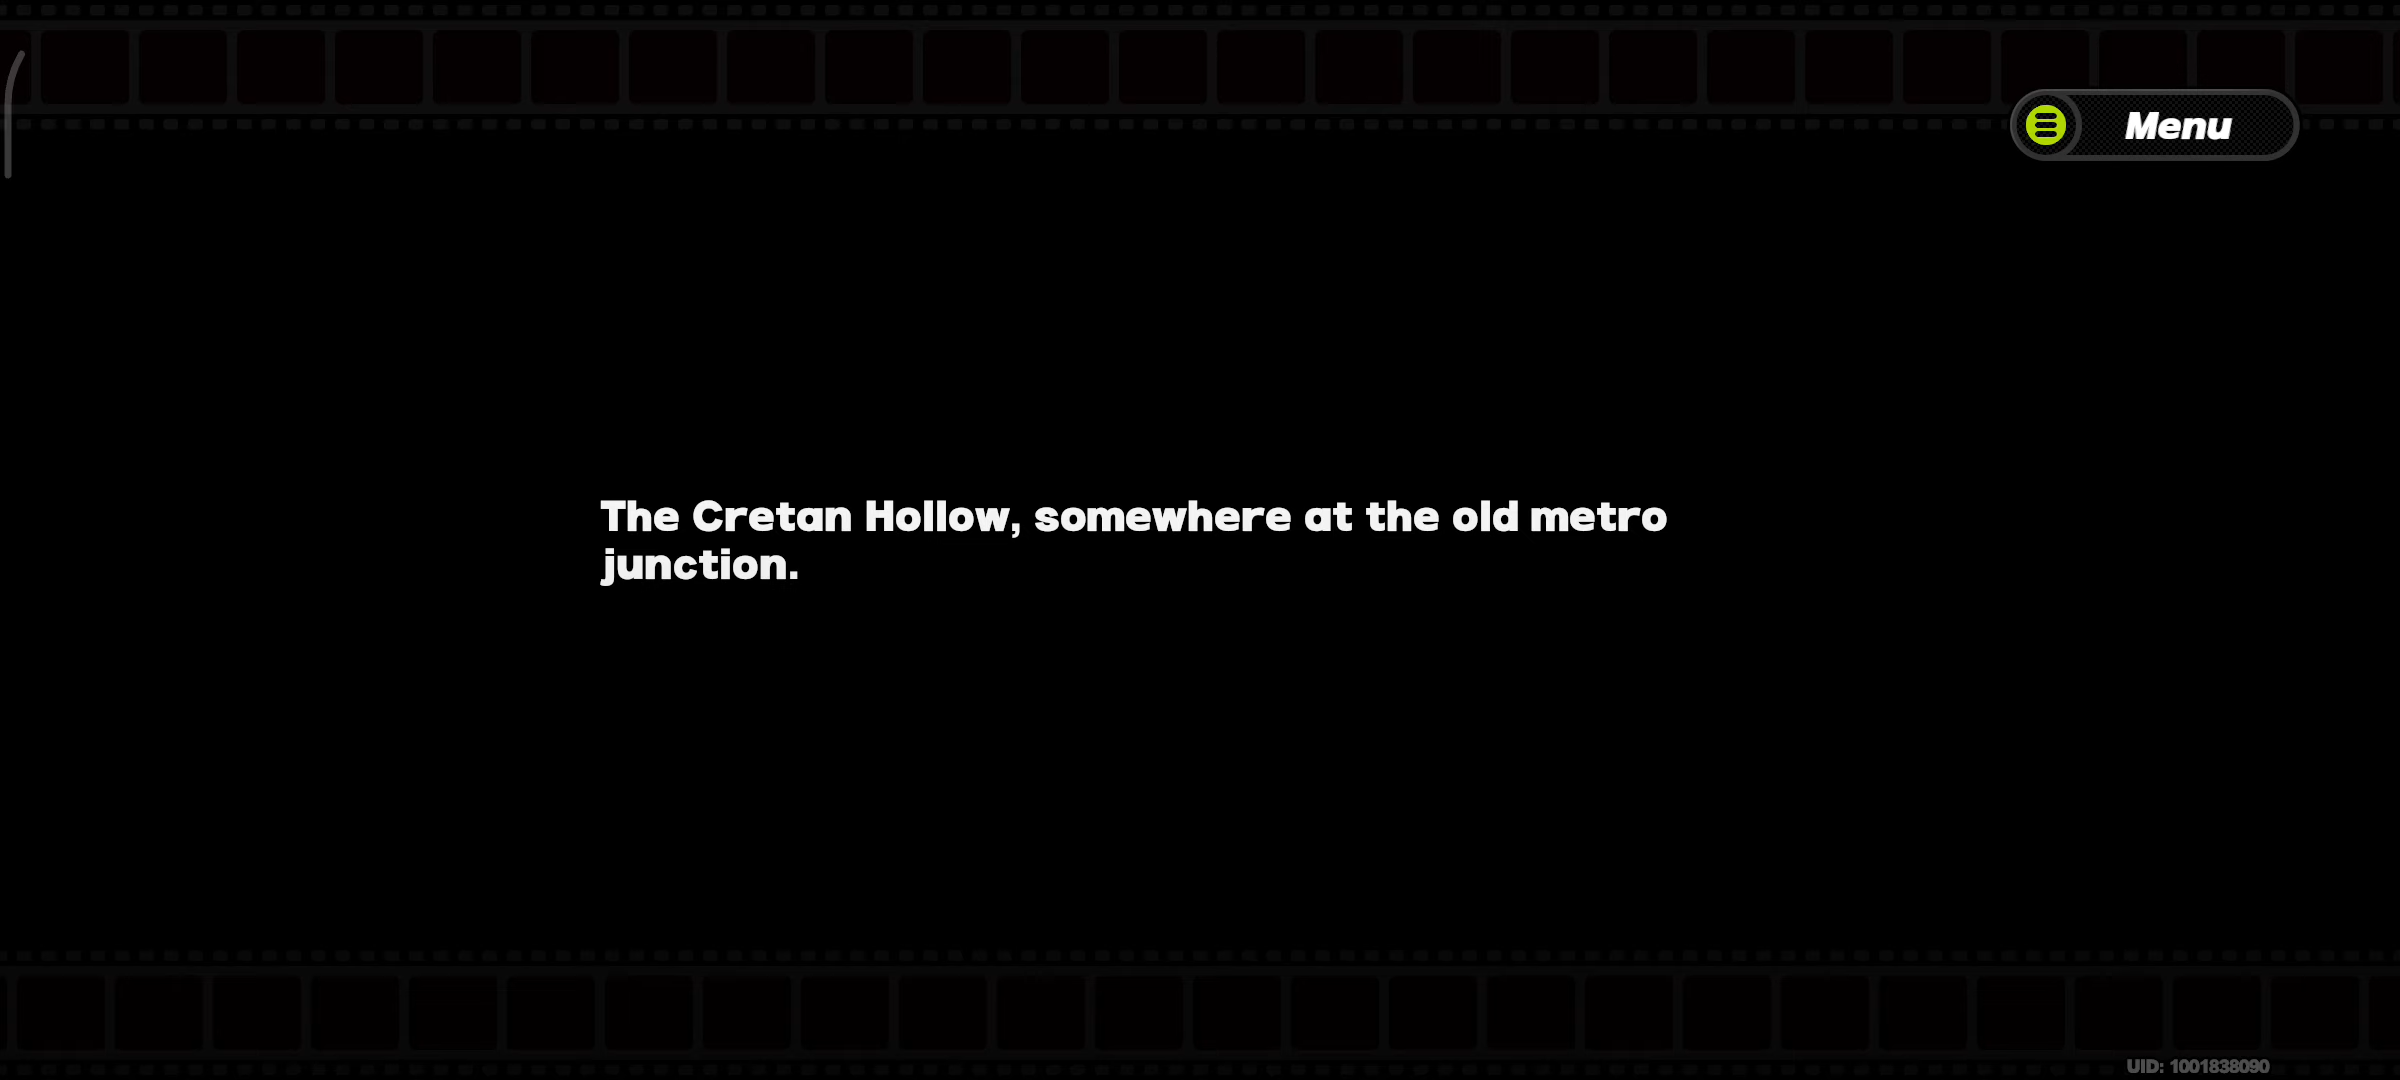 Menu
The Cretan Hollow, somewhere at the old metro
junction.
UID: 1001838090